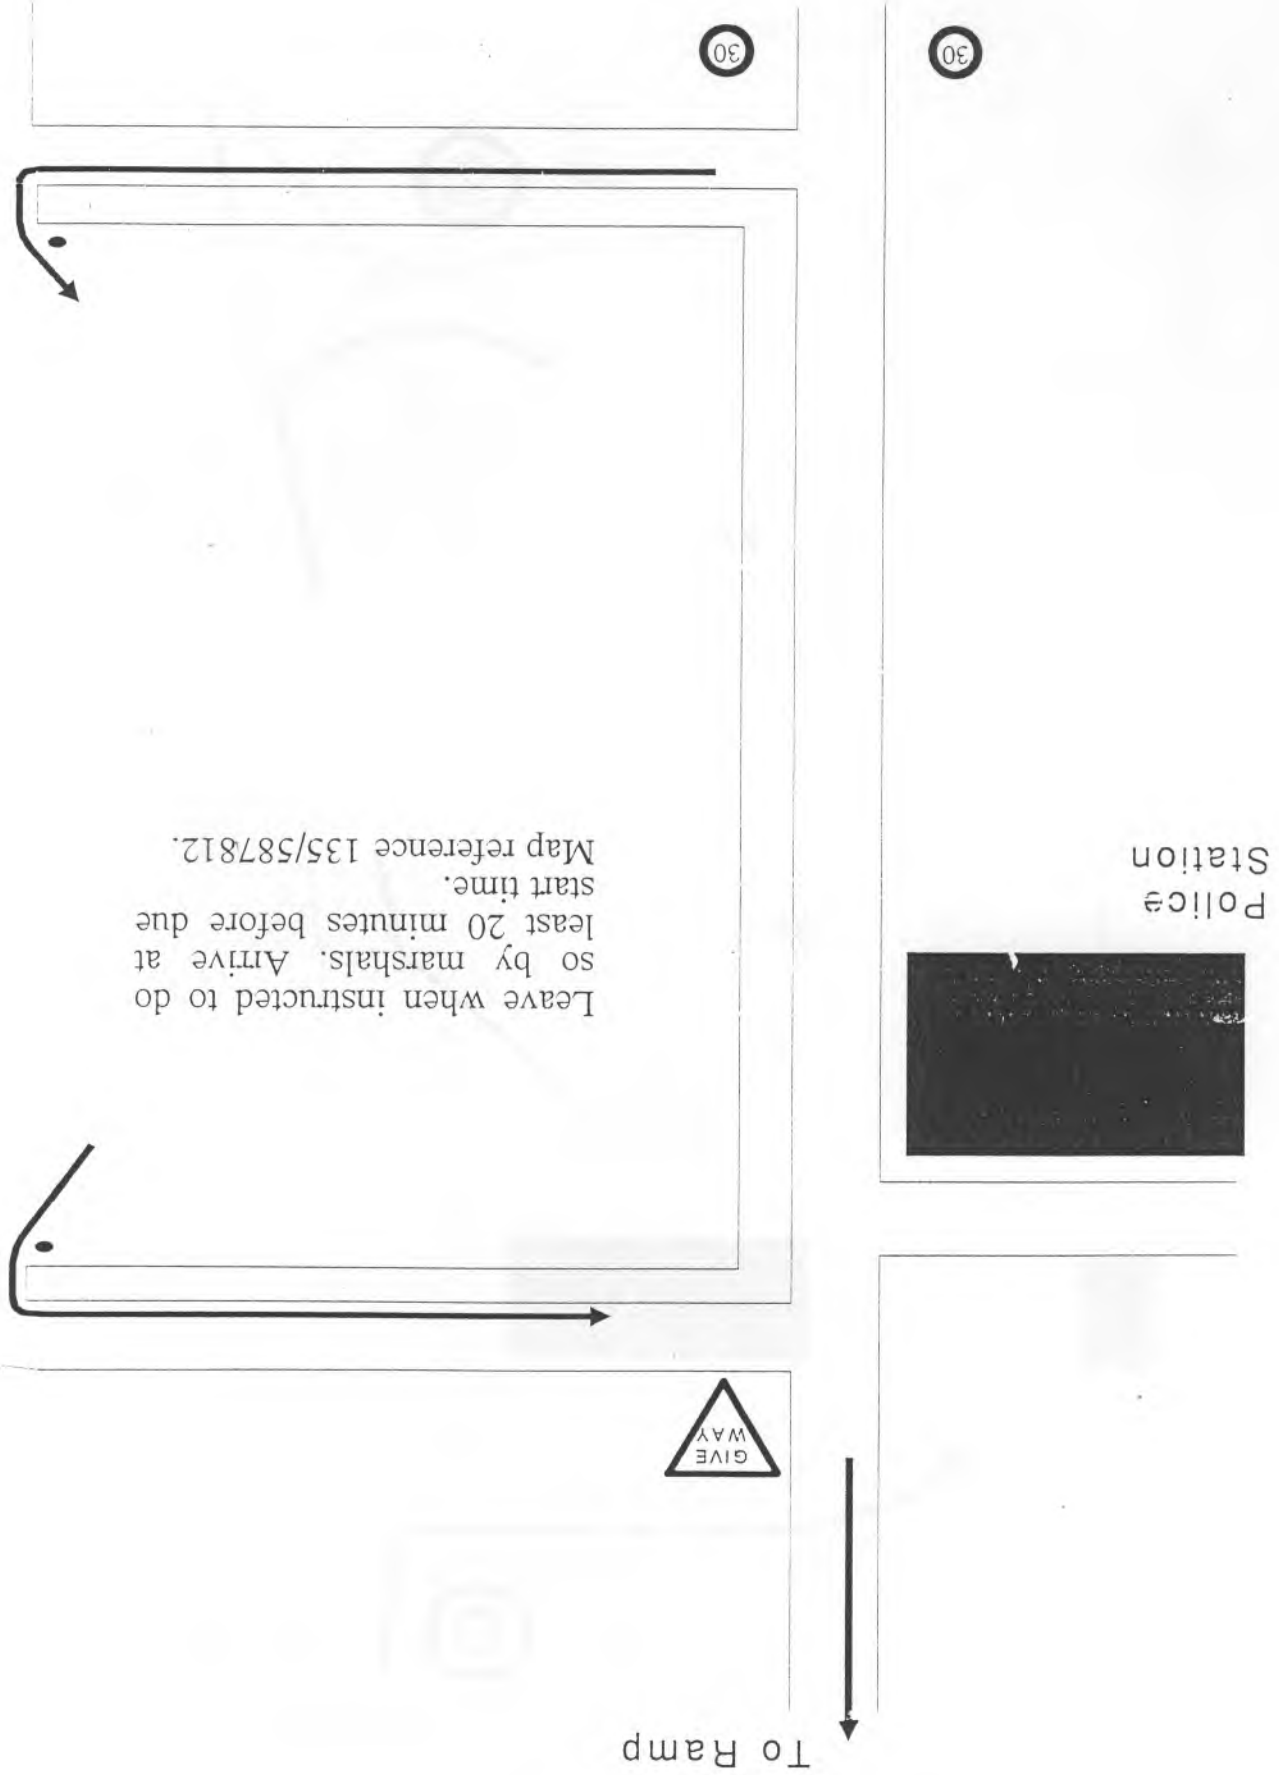 To Ramp
GIVE
WAY
Leave when instructed to do
so by marshals. Arrive at
least 20 minutes before due
start time.
Map reference 135/587812.
Police
Station
30
30